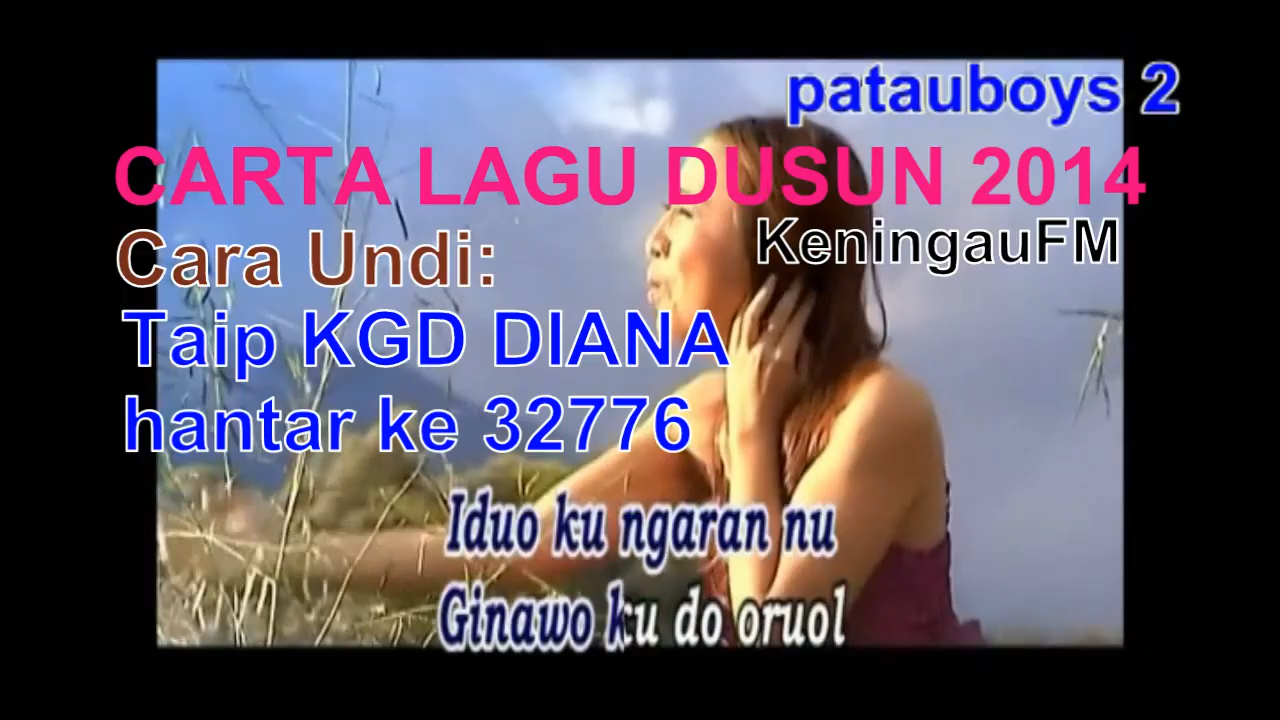 patauboys 2
CARTA LAGU DUSUN 2014
KeningauFM
Cara Undi:
Taip KGD DIANA
hantar ke 32776
Iduo ku ngaran nu
Ginawo ku do oruol